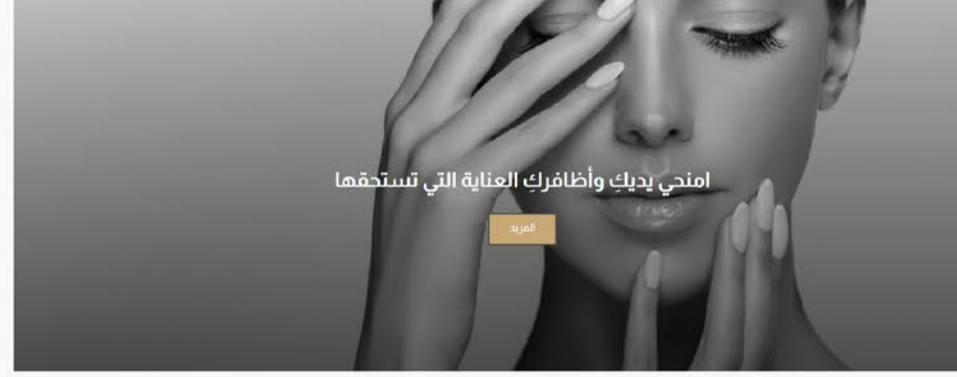 امنحي يديكِ وأظافركِ العناية التي تستحقها
المزيد